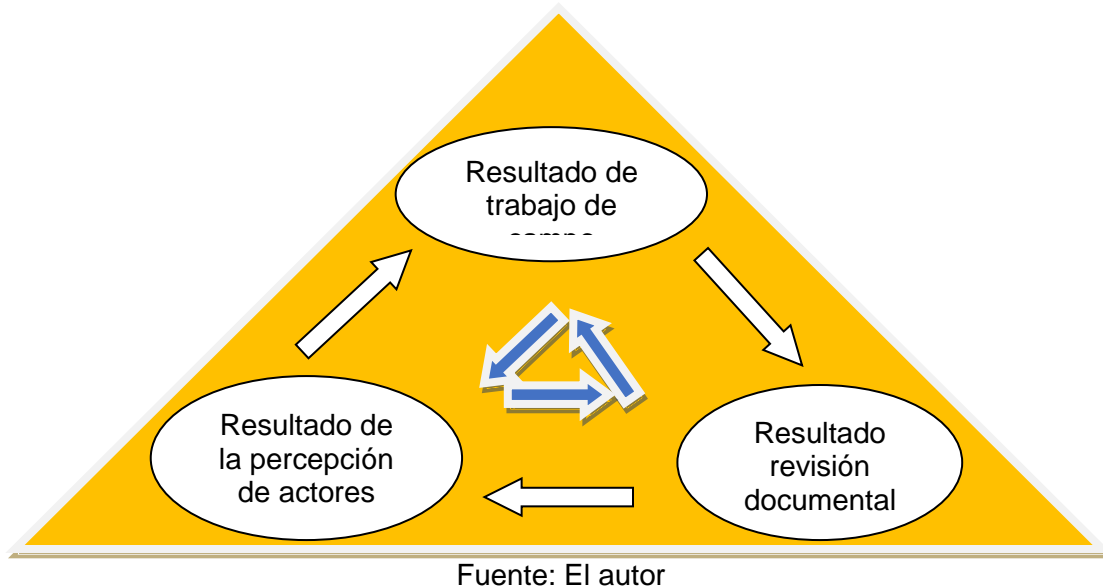 Resultado de
trabajo de
Resultado de
la percepción
de actores
Resultado
revisión
documental
Fuente: El autor